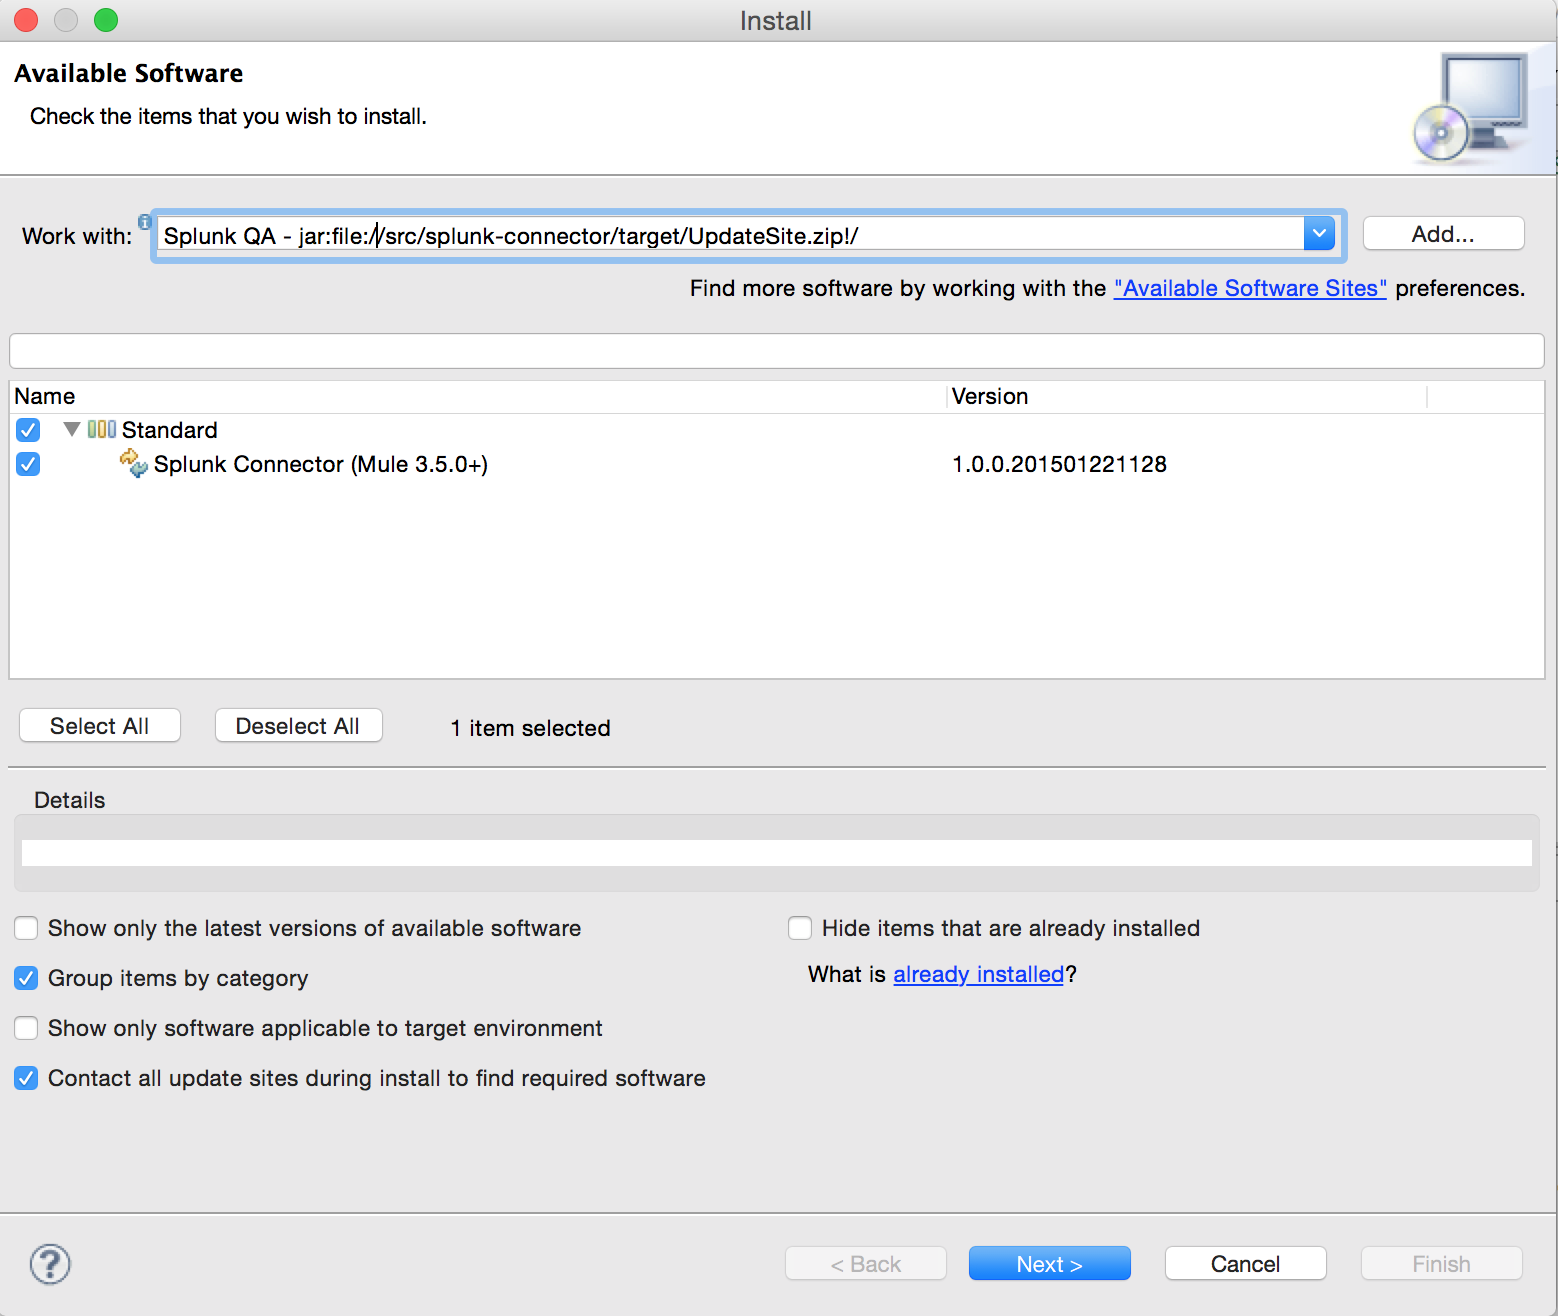 Install
Available Software
Check the items that you wish to install.
Work with: Splunk QA - jar:file://src/splunk-connector/target/UpdateSite.zip!/ Add...
Find more software by working with the "Available Software Sites" preferences.
Name Version
Standard
Splunk Connector (Mule 3.5.0+) 1.0.0.201501221128
Select All Deselect All 1 item selected
Details
Show only the latest versions of available software Hide items that are already installed
Group items by category What is already installed?
Show only software applicable to target environment
Contact all update sites during install to find required software
? < Back Next > Cancel Finish